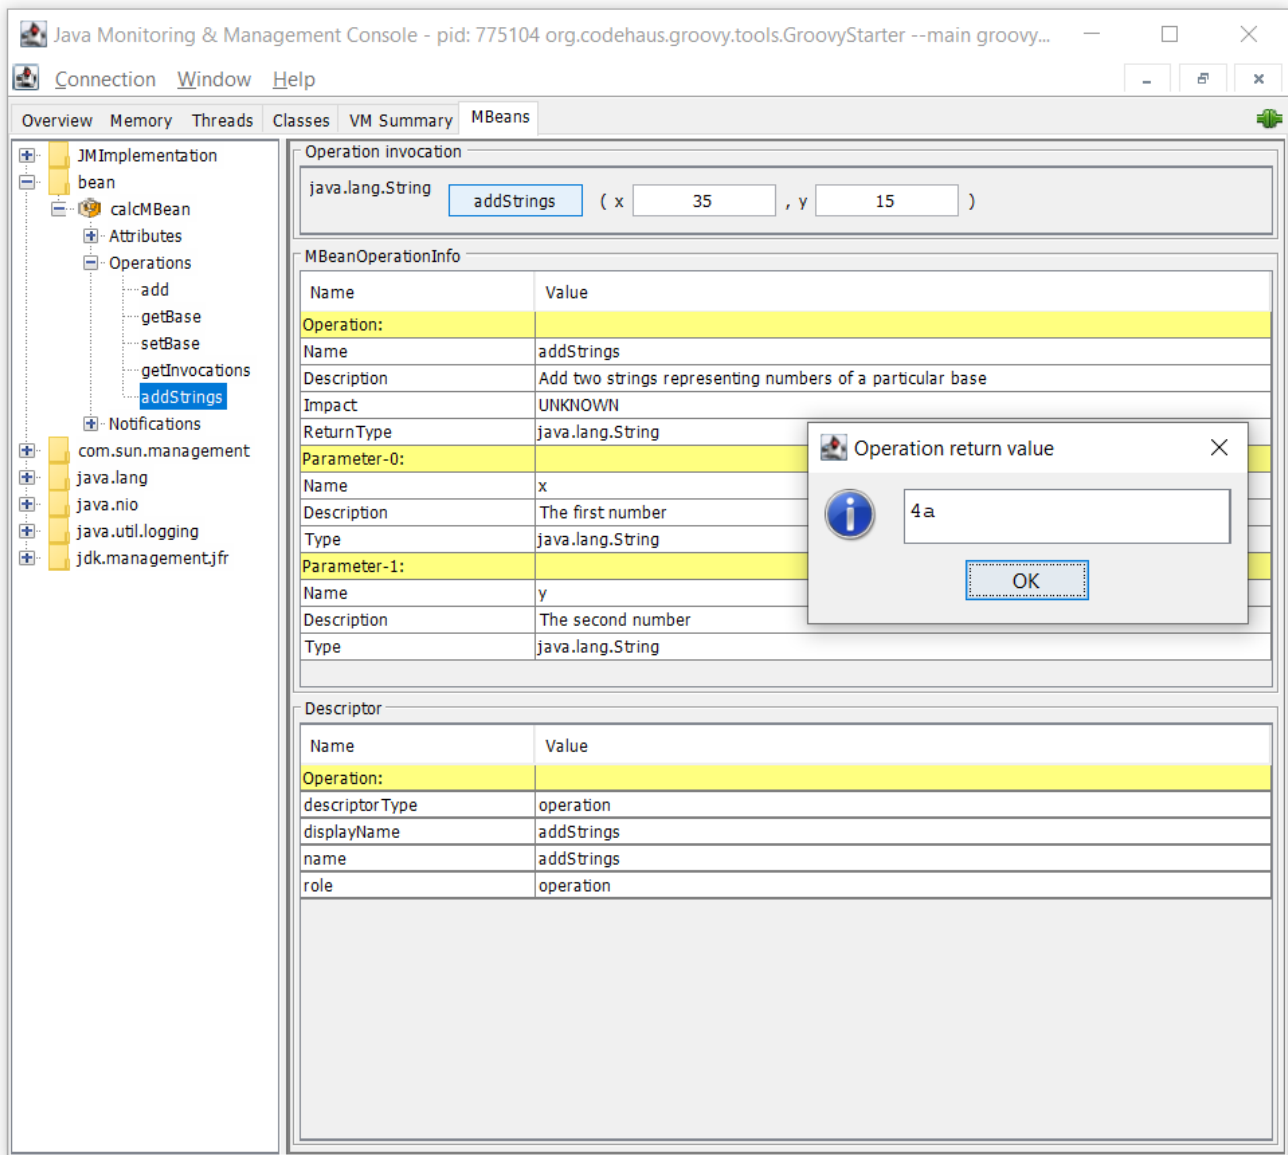 Java Monitoring & Management Console - pid: 775104 org.codehaus.groovy.tools.GroovyStarter --main groovy...
Connection Window Help
Overview Memory Threads Classes VM Summary MBeans
JMImplementation
bean
calcMBean
Attributes
Operations
add
getBase
setBase
getInvocations
addStrings
Notifications
com.sun.management
java.lang
java.nio
java.util.logging
jdk.management.jfr
Operation invocation
java.lang.String addStrings ( x 35 , y 15 )
MBeanOperationInfo
Name Value
Operation:
Name addStrings
Description Add two strings representing numbers of a particular base
Impact UNKNOWN
ReturnType java.lang.String
Parameter-0:
Name x
Description The first number
Type java.lang.String
Parameter-1:
Name y
Description The second number
Type java.lang.String
Operation return value
4a
OK
Descriptor
Name Value
Operation:
descriptorType operation
displayName addStrings
name addStrings
role operation